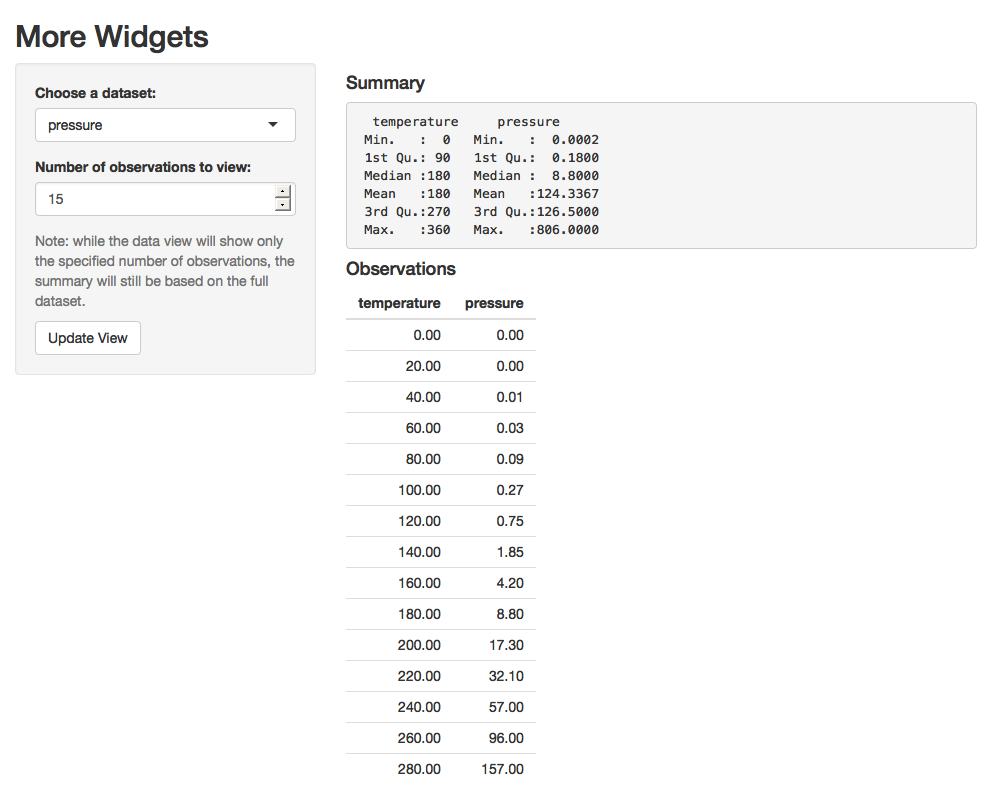 More Widgets
Choose a dataset:
pressure
Number of observations to view:
15
Note: while the data view will show only
the specified number of observations, the
summary will still be based on the full
dataset.
Update View
Summary
temperature pressure
Min. : 0 Min. : 0.0002
1st Qu.: 90 1st Qu.: 0.1800
Median :180 Median : 8.8000
Mean :180 Mean :124.3367
3rd Qu.:270 3rd Qu.:126.5000
Max. :360 Max. :806.0000
Observations
temperature pressure
0.00 0.00
20.00 0.00
40.00 0.01
60.00 0.03
80.00 0.09
100.00 0.27
120.00 0.75
140.00 1.85
160.00 4.20
180.00 8.80
200.00 17.30
220.00 32.10
240.00 57.00
260.00 96.00
280.00 157.00